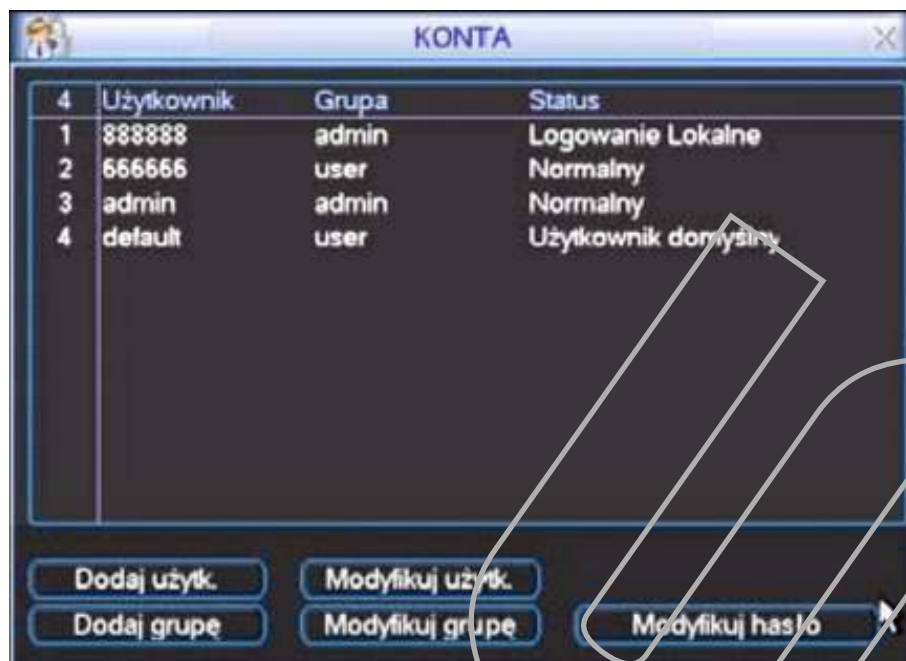 KONTA
4 Użytkownik Grupa Status
1 888888 admin Logowanie Lokalne
2 666666 user Normalny
3 admin admin Normalny
4 default user Użytkownik domyślny
Dodaj użytk. Modyfikuj użytk.
Dodaj grupę Modyfikuj grupę Modyfikuj hasło